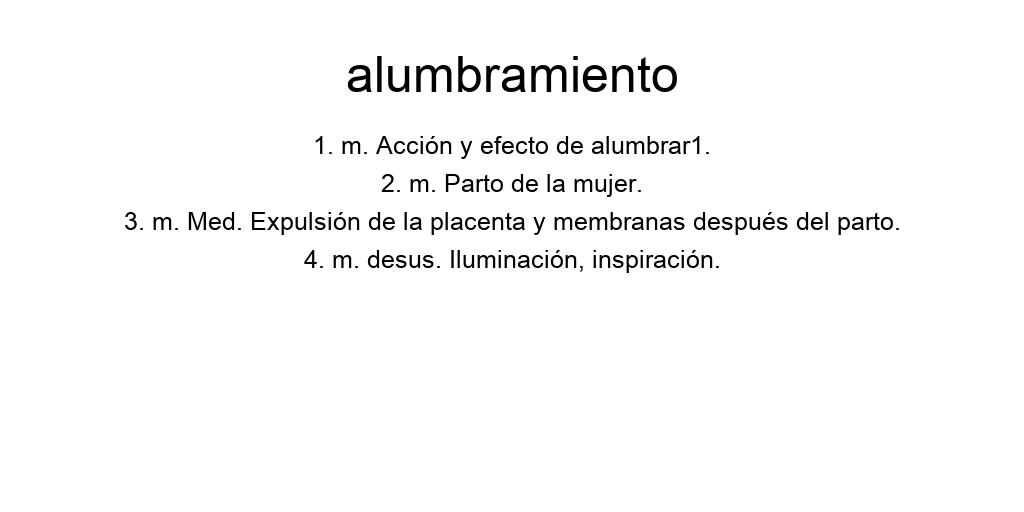 alumbramiento
1. m. Acción y efecto de alumbrar1.
2. m. Parto de la mujer.
3. m. Med. Expulsión de la placenta y membranas después del parto.
4. m. desus. Iluminación, inspiración.